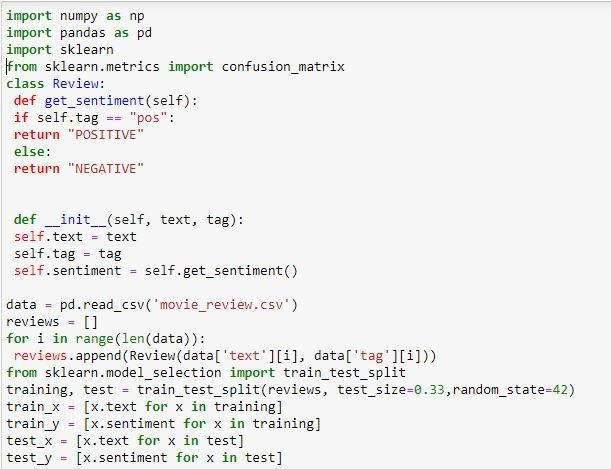 import numpy as np
import pandas as pd
import sklearn
from sklearn.metrics import confusion_matrix
class Review:
 def get_sentiment(self):
 if self.tag == "pos":
 return "POSITIVE"
 else:
 return "NEGATIVE"
 def __init__(self, text, tag):
 self.text = text
 self.tag = tag
 self.sentiment = self.get_sentiment()
data = pd.read_csv('movie_review.csv')
reviews = []
for i in range(len(data)):
 reviews.append(Review(data['text'][i], data['tag'][i]))
from sklearn.model_selection import train_test_split
training, test = train_test_split(reviews, test_size=0.33,random_state=42)
train_x = [x.text for x in training]
train_y = [x.sentiment for x in training]
test_x = [x.text for x in test]
test_y = [x.sentiment for x in test]